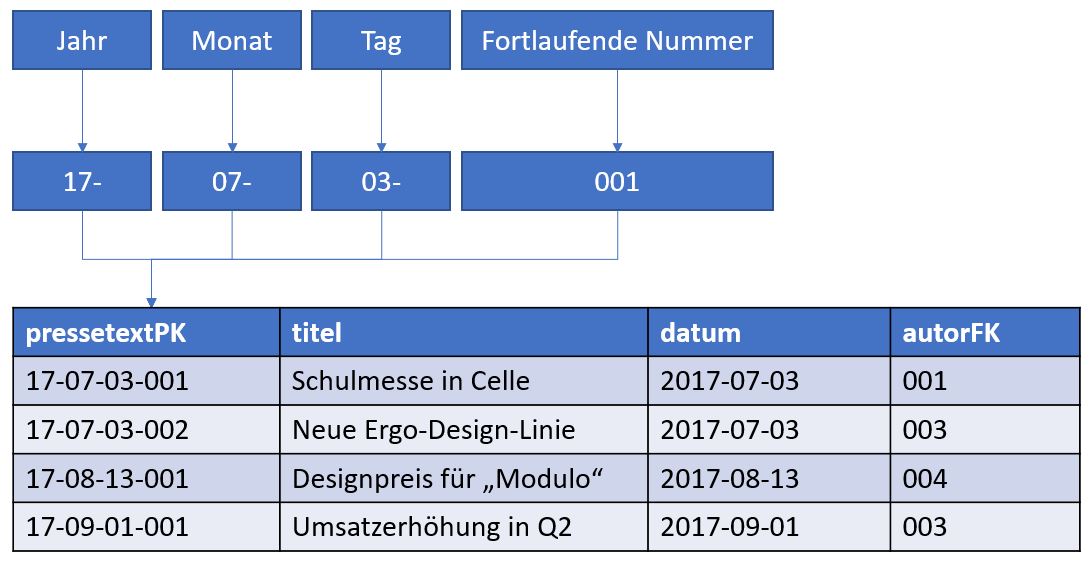 Jahr Monat Tag Fortlaufende Nummer
17- 07- 03- 001
pressetextPK titel datum autorFK
17-07-03-001 Schulmesse in Celle 2017-07-03 001
17-07-03-002 Neue Ergo-Design-Linie 2017-07-03 003
17-08-13-001 Designpreis für „Modulo“ 2017-08-13 004
17-09-01-001 Umsatzerhöhung in Q2 2017-09-01 003